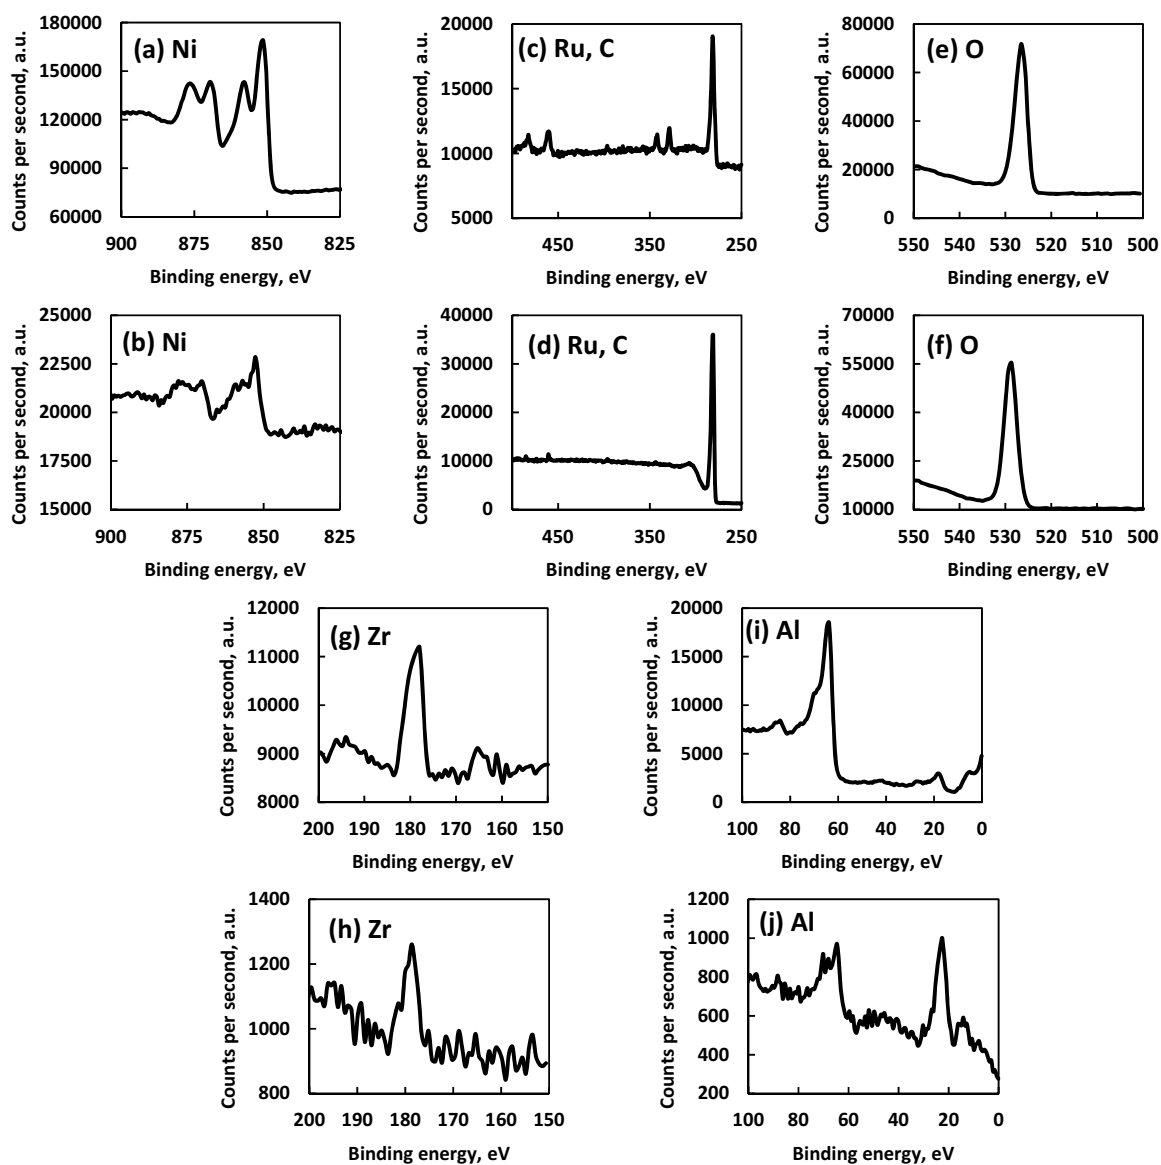 (a) Ni
Counts per second, a.u.
180000
150000
120000
90000
60000
900 875 850 825
Binding energy, eV
(c) Ru, C
Counts per second, a.u.
20000
15000
10000
5000
450 350 250
Binding energy, eV
(e) O
Counts per second, a.u.
80000
60000
40000
20000
0
550 540 530 520 510 500
Binding energy, eV
(b) Ni
Counts per second, a.u.
25000
22500
20000
17500
15000
900 875 850 825
Binding energy, eV
(d) Ru, C
Counts per second, a.u.
40000
30000
20000
10000
0
450 350 250
Binding energy, eV
(f) O
Counts per second, a.u.
70000
55000
40000
25000
10000
550 540 530 520 510 500
Binding energy, eV
(g) Zr
Counts per second, a.u.
12000
11000
10000
9000
8000
200 190 180 170 160 150
Binding energy, eV
(i) Al
Counts per second, a.u.
20000
15000
10000
5000
0
100 80 60 40 20 0
Binding energy, eV
(h) Zr
Counts per second, a.u.
1400
1200
1000
800
200 190 180 170 160 150
Binding energy, eV
(j) Al
Counts per second, a.u.
1200
1000
800
600
400
200
100 80 60 40 20 0
Binding energy, eV